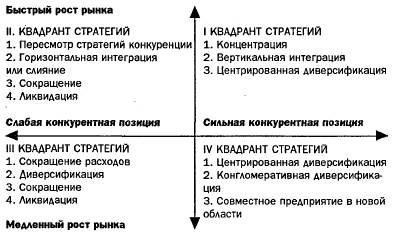 Быстрый рост рынка
II. КВАДРАНТ СТРАТЕГИЙ
1. Пересмотр стратегий конкуренции
2. Горизонтальная интеграция
или слияние
3. Сокращение
4. Ликвидация
I КВАДРАНТ СТРАТЕГИЙ
1. Концентрация
2. Вертикальная интеграция
3. Центрированная диверсификация
Слабая конкурентная позиция
Сильная конкурентная позиция
III КВАДРАНТ СТРАТЕГИЙ
1. Сокращение расходов
2. Диверсификация
3. Сокращение
4. Ликвидация
IV КВАДРАНТ СТРАТЕГИЙ
1. Центрированная диверсификация
2. Конгломеративная диверсифика-
ция
3. Совместное предприятие в новой
области
Медленный рост рынка